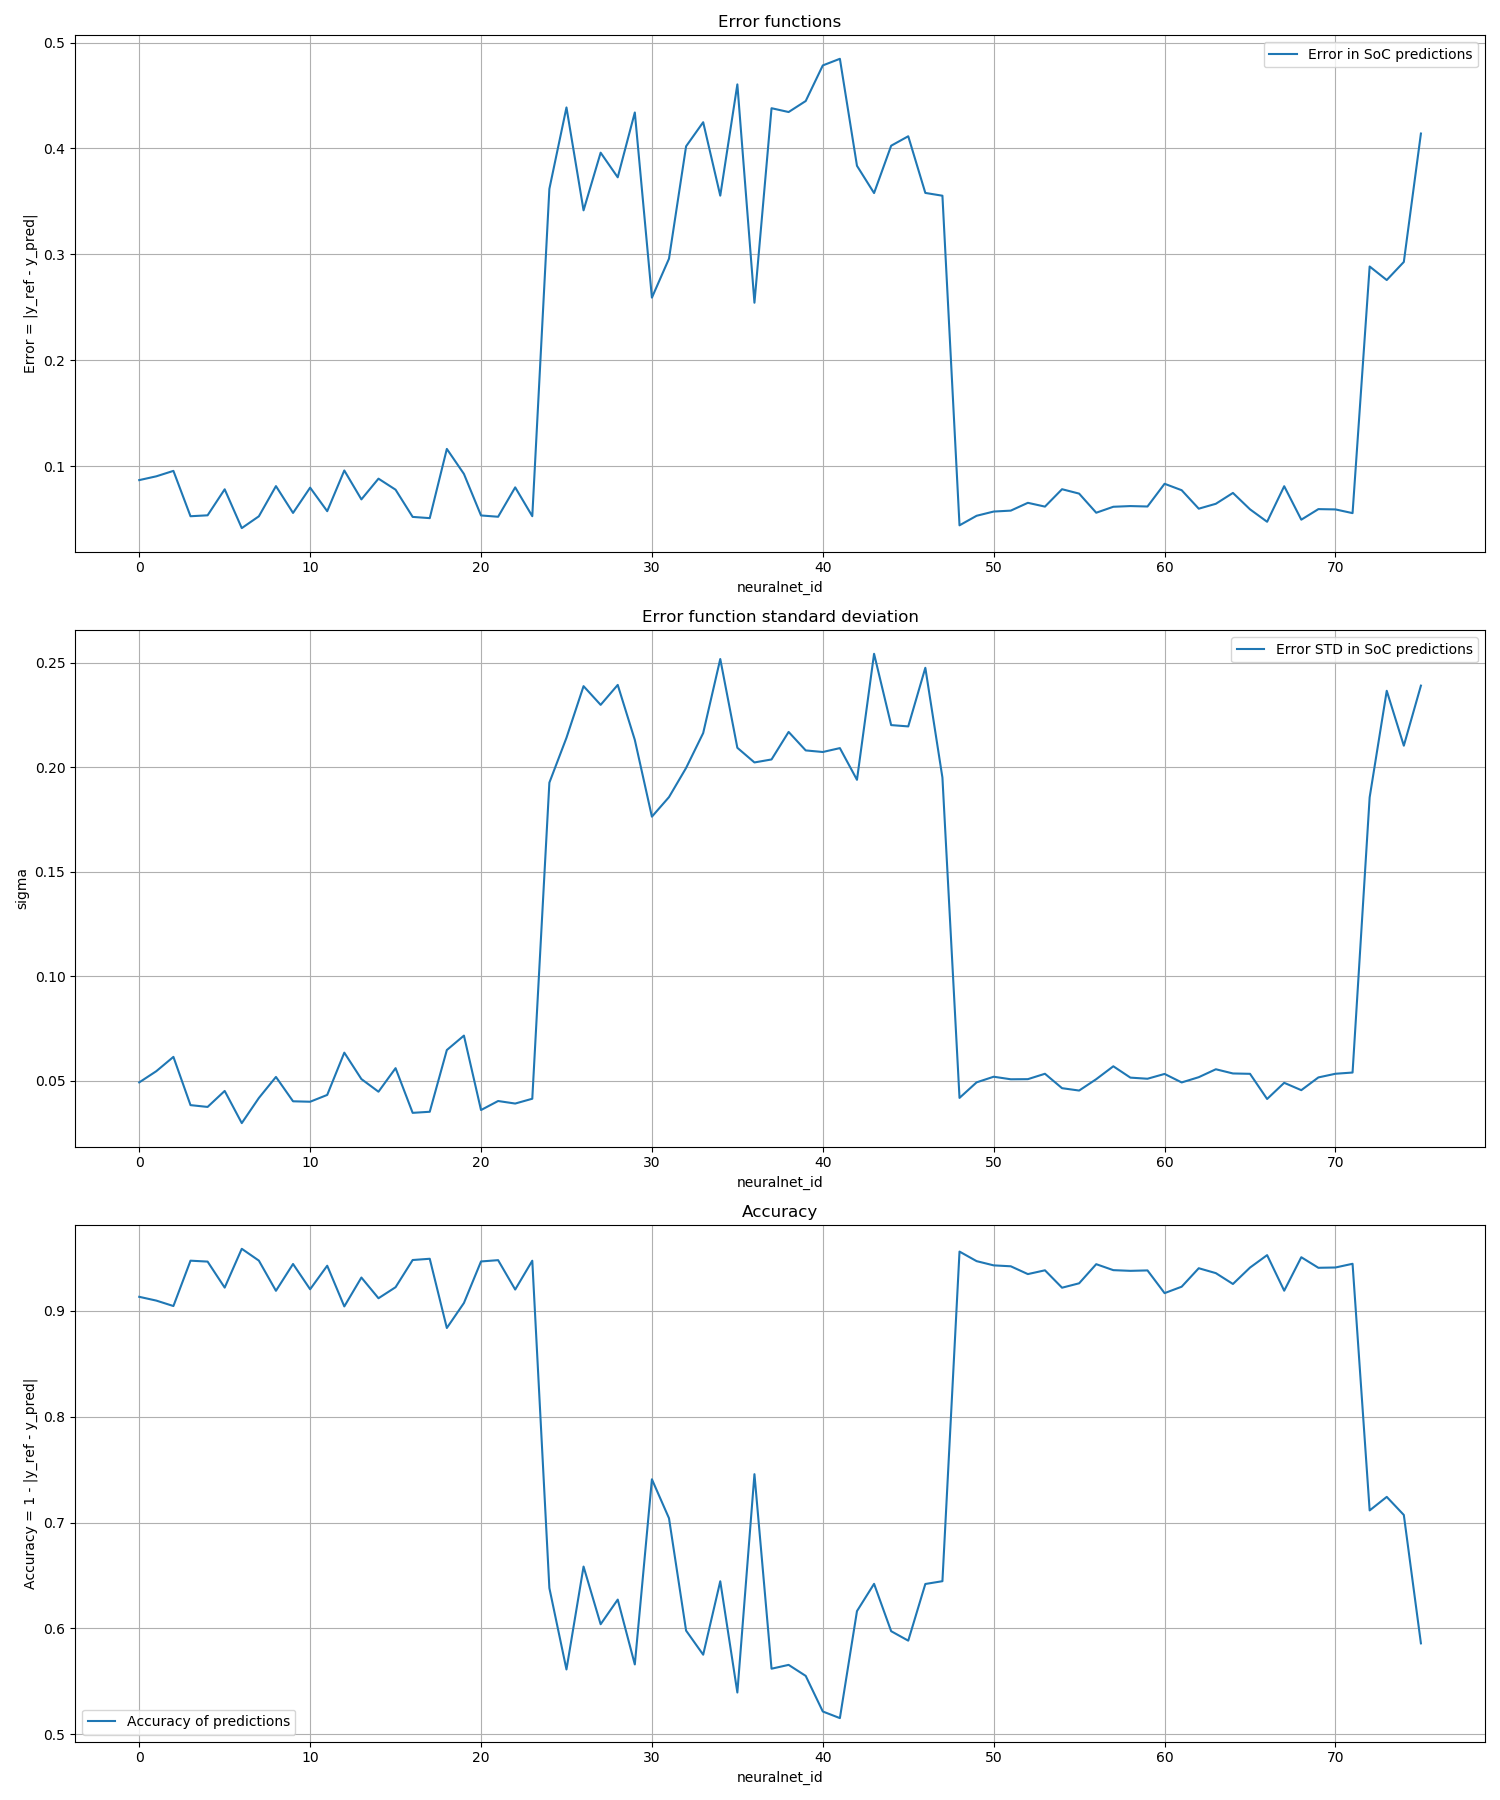 Error functions
Error in SoC predictions
Error = |y_ref - y_pred|
0.5
0.4
0.3
0.2
0.1
0 10 20 30 40 50 60 70
neuralnet_id
Error function standard deviation
Error STD in SoC predictions
sigma
0.25
0.20
0.15
0.10
0.05
0 10 20 30 40 50 60 70
neuralnet_id
Accuracy
Accuracy = 1 - |y_ref - y_pred|
0.9
0.8
0.7
0.6
0.5
Accuracy of predictions
0 10 20 30 40 50 60 70
neuralnet_id